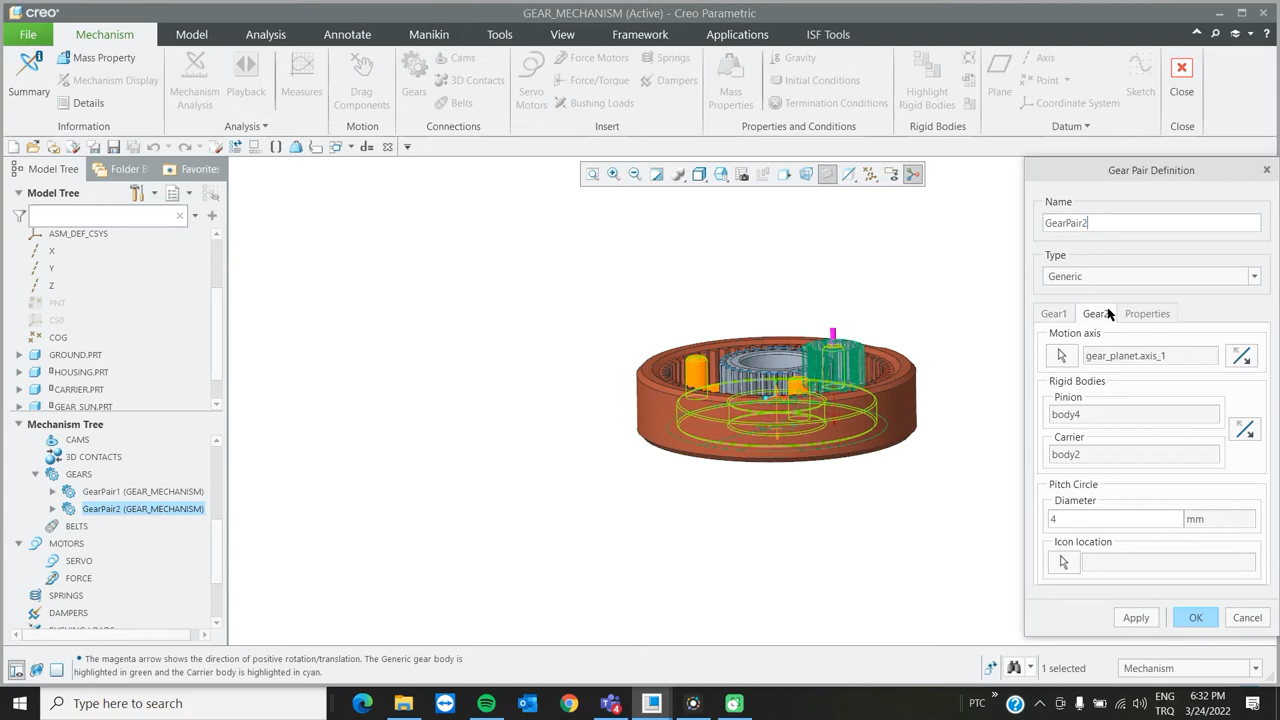 creo
GEAR_MECHANISM (Active) - Creo Parametric
File Mechanism Model Analysis Annotate Manikin Tools View Framework Applications ISF Tools
Summary
Mass Property
Mechanism Display
Details
Information
Mechanism Analysis
Playback
Measures
Analysis
Drag Components
Motion
Gears
Cams
3D Contacts
Belts
Connections
Servo Motors
Force Motors
Force/Torque
Bushing Loads
Springs
Dampers
Insert
Mass Properties
Gravity
Initial Conditions
Termination Conditions
Properties and Conditions
Highlight Rigid Bodies
Rigid Bodies
Plane
Axis
Point
Coordinate System
Sketch
Datum
Close
Close
Model Tree Folder B Favorites
Model Tree
ASM_DEF_CSYS
X
Y
Z
PNT
CS0
COG
GROUND.PRT
HOUSING.PRT
CARRIER.PRT
GEAR_SUN.PRT
Mechanism Tree
CAMS
3D CONTACTS
GEARS
GearPair1 (GEAR_MECHANISM)
GearPair2 (GEAR_MECHANISM)
BELTS
MOTORS
SERVO
FORCE
SPRINGS
DAMPERS
Gear Pair Definition
Name
GearPair2
Type
Generic
Gear1 Gear2 Properties
Motion axis
gear_planet.axis_1
Rigid Bodies
Pinion
body4
Carrier
body2
Pitch Circle
Diameter
4 mm
Icon location
Apply OK Cancel
• The magenta arrow shows the direction of positive rotation/translation. The Generic gear body is
highlighted in green and the Carrier body is highlighted in cyan.
1 selected
Mechanism
Type here to search
4
PTC
ENG
TRQ
6:32 PM
3/24/2022